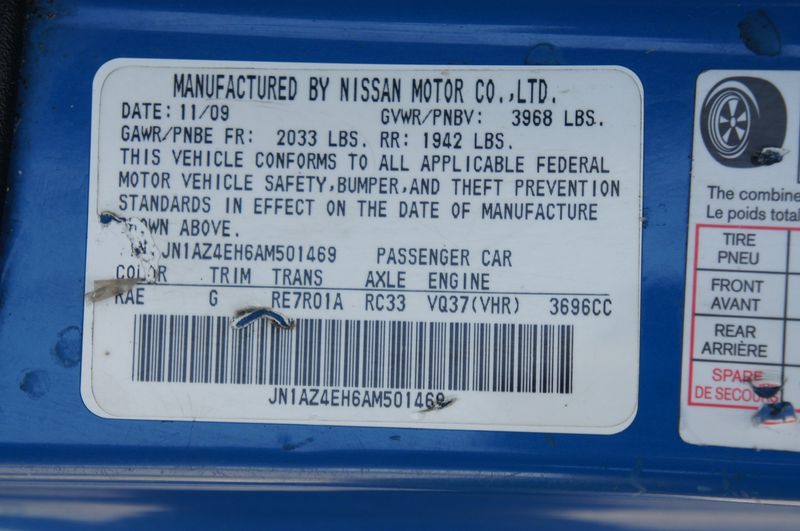 MANUFACTURED BY NISSAN MOTOR CO.,LTD.
DATE: 11/09 GVWR/PNBV: 3968 LBS.
GAWR/PNBE FR: 2033 LBS. RR: 1942 LBS.
THIS VEHICLE CONFORMS TO ALL APPLICABLE FEDERAL
MOTOR VEHICLE SAFETY,BUMPER,AND THEFT PREVENTION
STANDARDS IN EFFECT ON THE DATE OF MANUFACTURE
OWN ABOVE.
IN JN1AZ4EH6AM501469 PASSENGER CAR
COLOR TRIM TRANS AXLE ENGINE
RAE G RE7R01A RC33 VQ37(VHR) 3696CC
JN1AZ4EH6AM501469
The combine
Le poids total
TIRE
PNEU
FRONT
AVANT
REAR
ARRIÈRE
SPARE
DE SECOURS